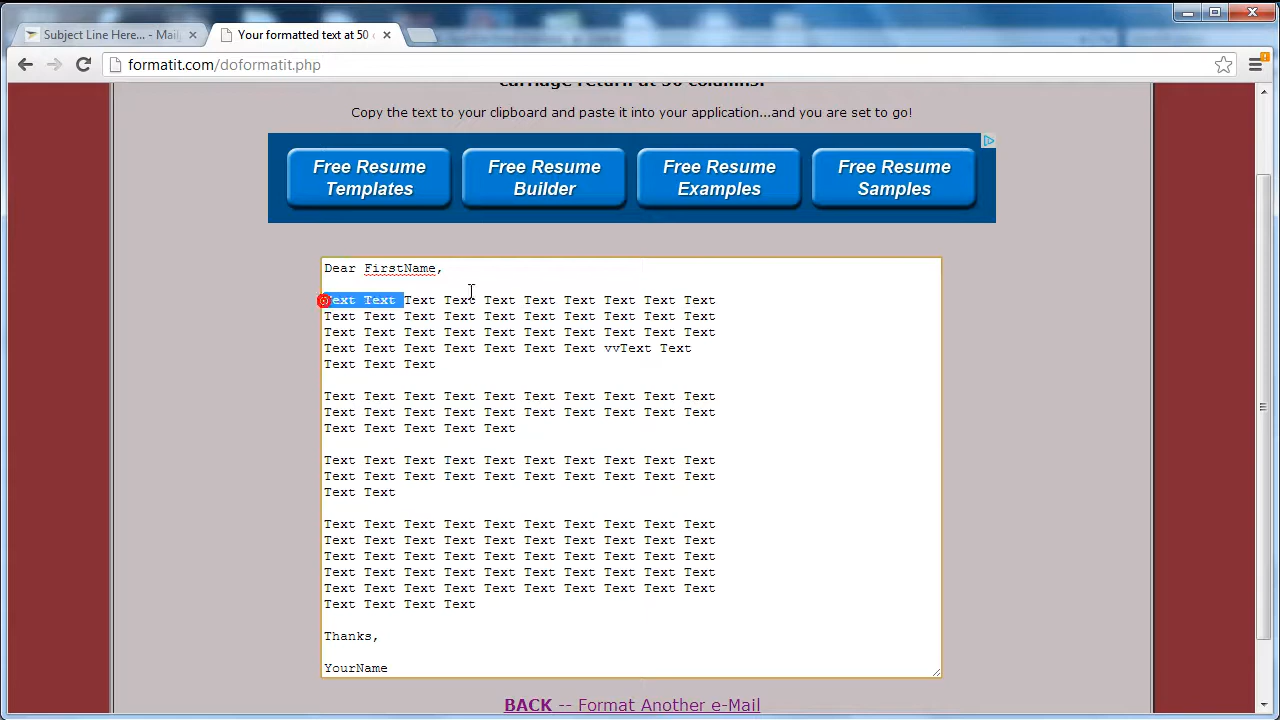 Subject Line Here... - Mail
Your formatted text at 50
formatit.com/doformatit.php
Carriage return at 50 columns.
Copy the text to your clipboard and paste it into your application...and you are set to go!
Free Resume Templates
Free Resume Builder
Free Resume Examples
Free Resume Samples
Dear FirstName,
Text Text Text Text Text Text Text Text Text Text
Text Text Text Text Text Text Text Text Text Text
Text Text Text Text Text Text Text Text Text Text
Text Text Text Text Text Text Text vvText Text
Text Text Text
Text Text Text Text Text Text Text Text Text Text
Text Text Text Text Text Text Text Text Text Text
Text Text Text Text Text
Text Text Text Text Text Text Text Text Text Text
Text Text Text Text Text Text Text Text Text Text
Text Text
Text Text Text Text Text Text Text Text Text Text
Text Text Text Text Text Text Text Text Text Text
Text Text Text Text Text Text Text Text Text Text
Text Text Text Text Text Text Text Text Text Text
Text Text Text Text Text Text Text Text Text Text
Text Text Text Text
Thanks,
YourName
BACK -- Format Another e-Mail